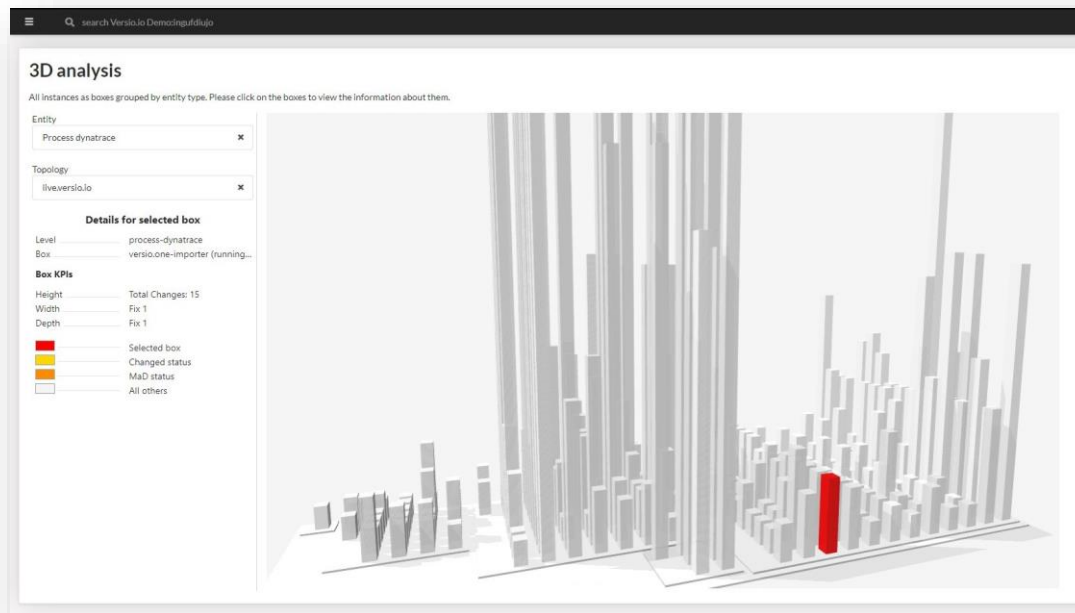 search Versio.io Demo:ingufdiujo
3D analysis
All instances as boxes grouped by entity type. Please click on the boxes to view the information about them.
Entity
Process dynatrace
Topology
live.versio.io
Details for selected box
Level process-dynatrace
Box versio.one-importer (running...
Box KPIs
Height Total Changes: 15
Width Fix 1
Depth Fix 1
Selected box
Changed status
MaD status
All others